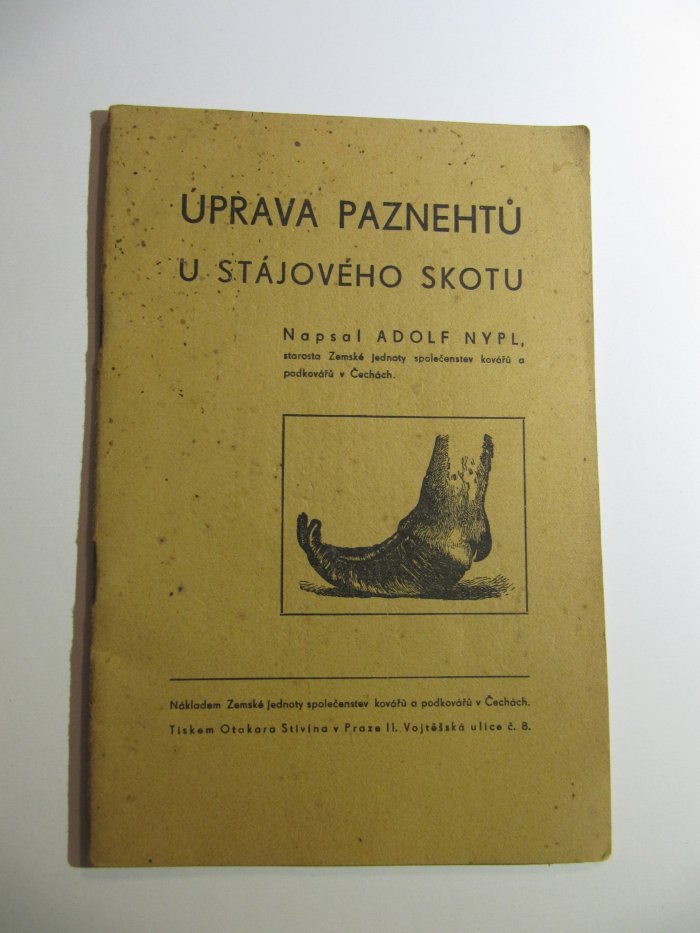 ÚPRAVA PAZNEHTŮ
U STÁJOVÉHO SKOTU
Napsal ADOLF NYPL,
starosta Zemské jednoty společenstev kovářů a
podkovářů v Čechách.
Nákladem Zemské jednoty společenstev kovářů a podkovářů v Čechách.
Tiskem Otakara Stivína v Praze II. Vojtěšská ulice č. 8.